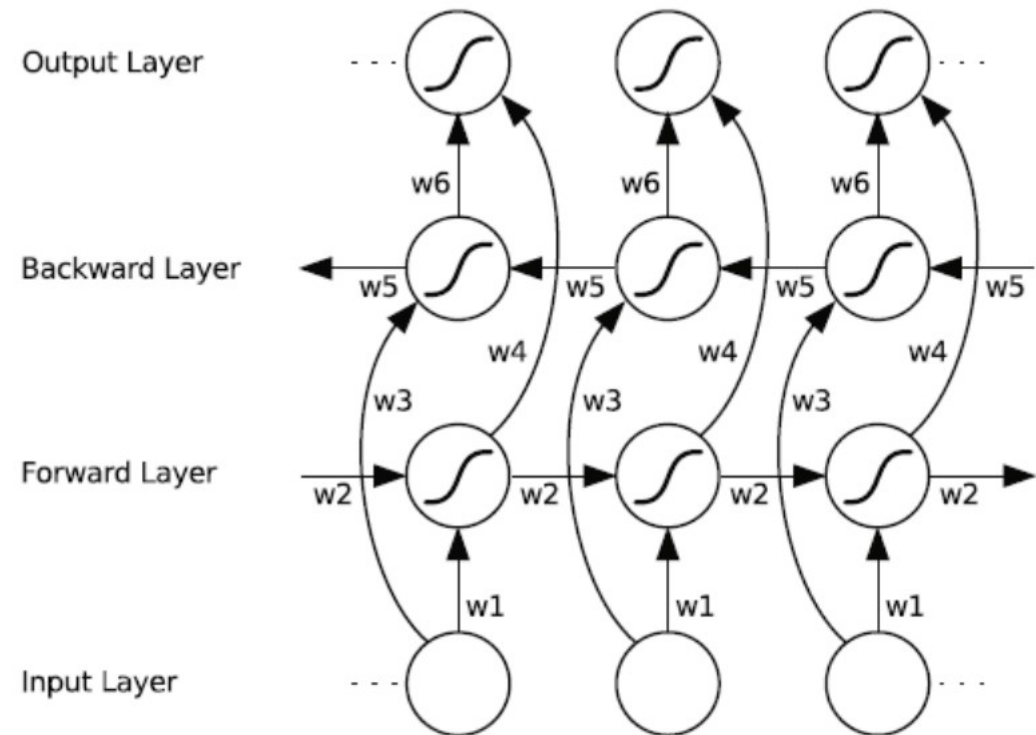 Output Layer
w6 w6 w6
Backward Layer
w5 w5 w5 w5
w4 w4 w4
w3 w3 w3
Forward Layer
w2 w2 w2 w2
w1 w1 w1
Input Layer